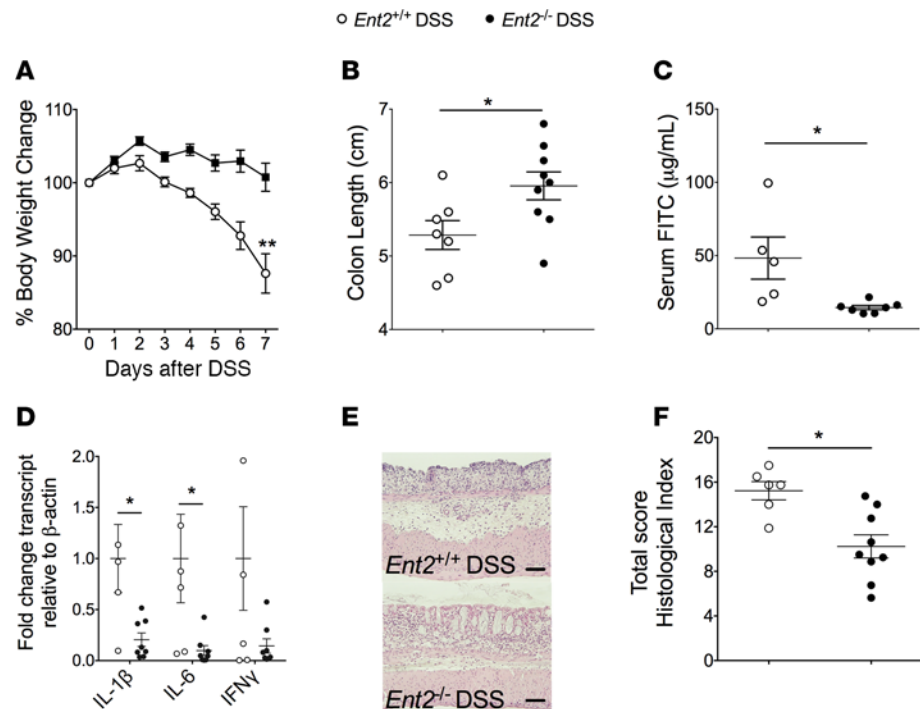 ○ Ent2+/+ DSS ● Ent2-/- DSS
A
% Body Weight Change
110
100
90
80
0 1 2 3 4 5 6 7
**
Days after DSS
B
*
Colon Length (cm)
7
6
5
4
C
*
Serum FITC (µg/mL)
150
100
50
0
D
Fold change transcript
relative to β-actin
2.0
1.5
1.0
0.5
0.0
* *
IL-1β IL-6 IFNγ
E
Ent2+/+ DSS
Ent2-/- DSS
F
*
Total score
Histological Index
20
16
12
8
4
0